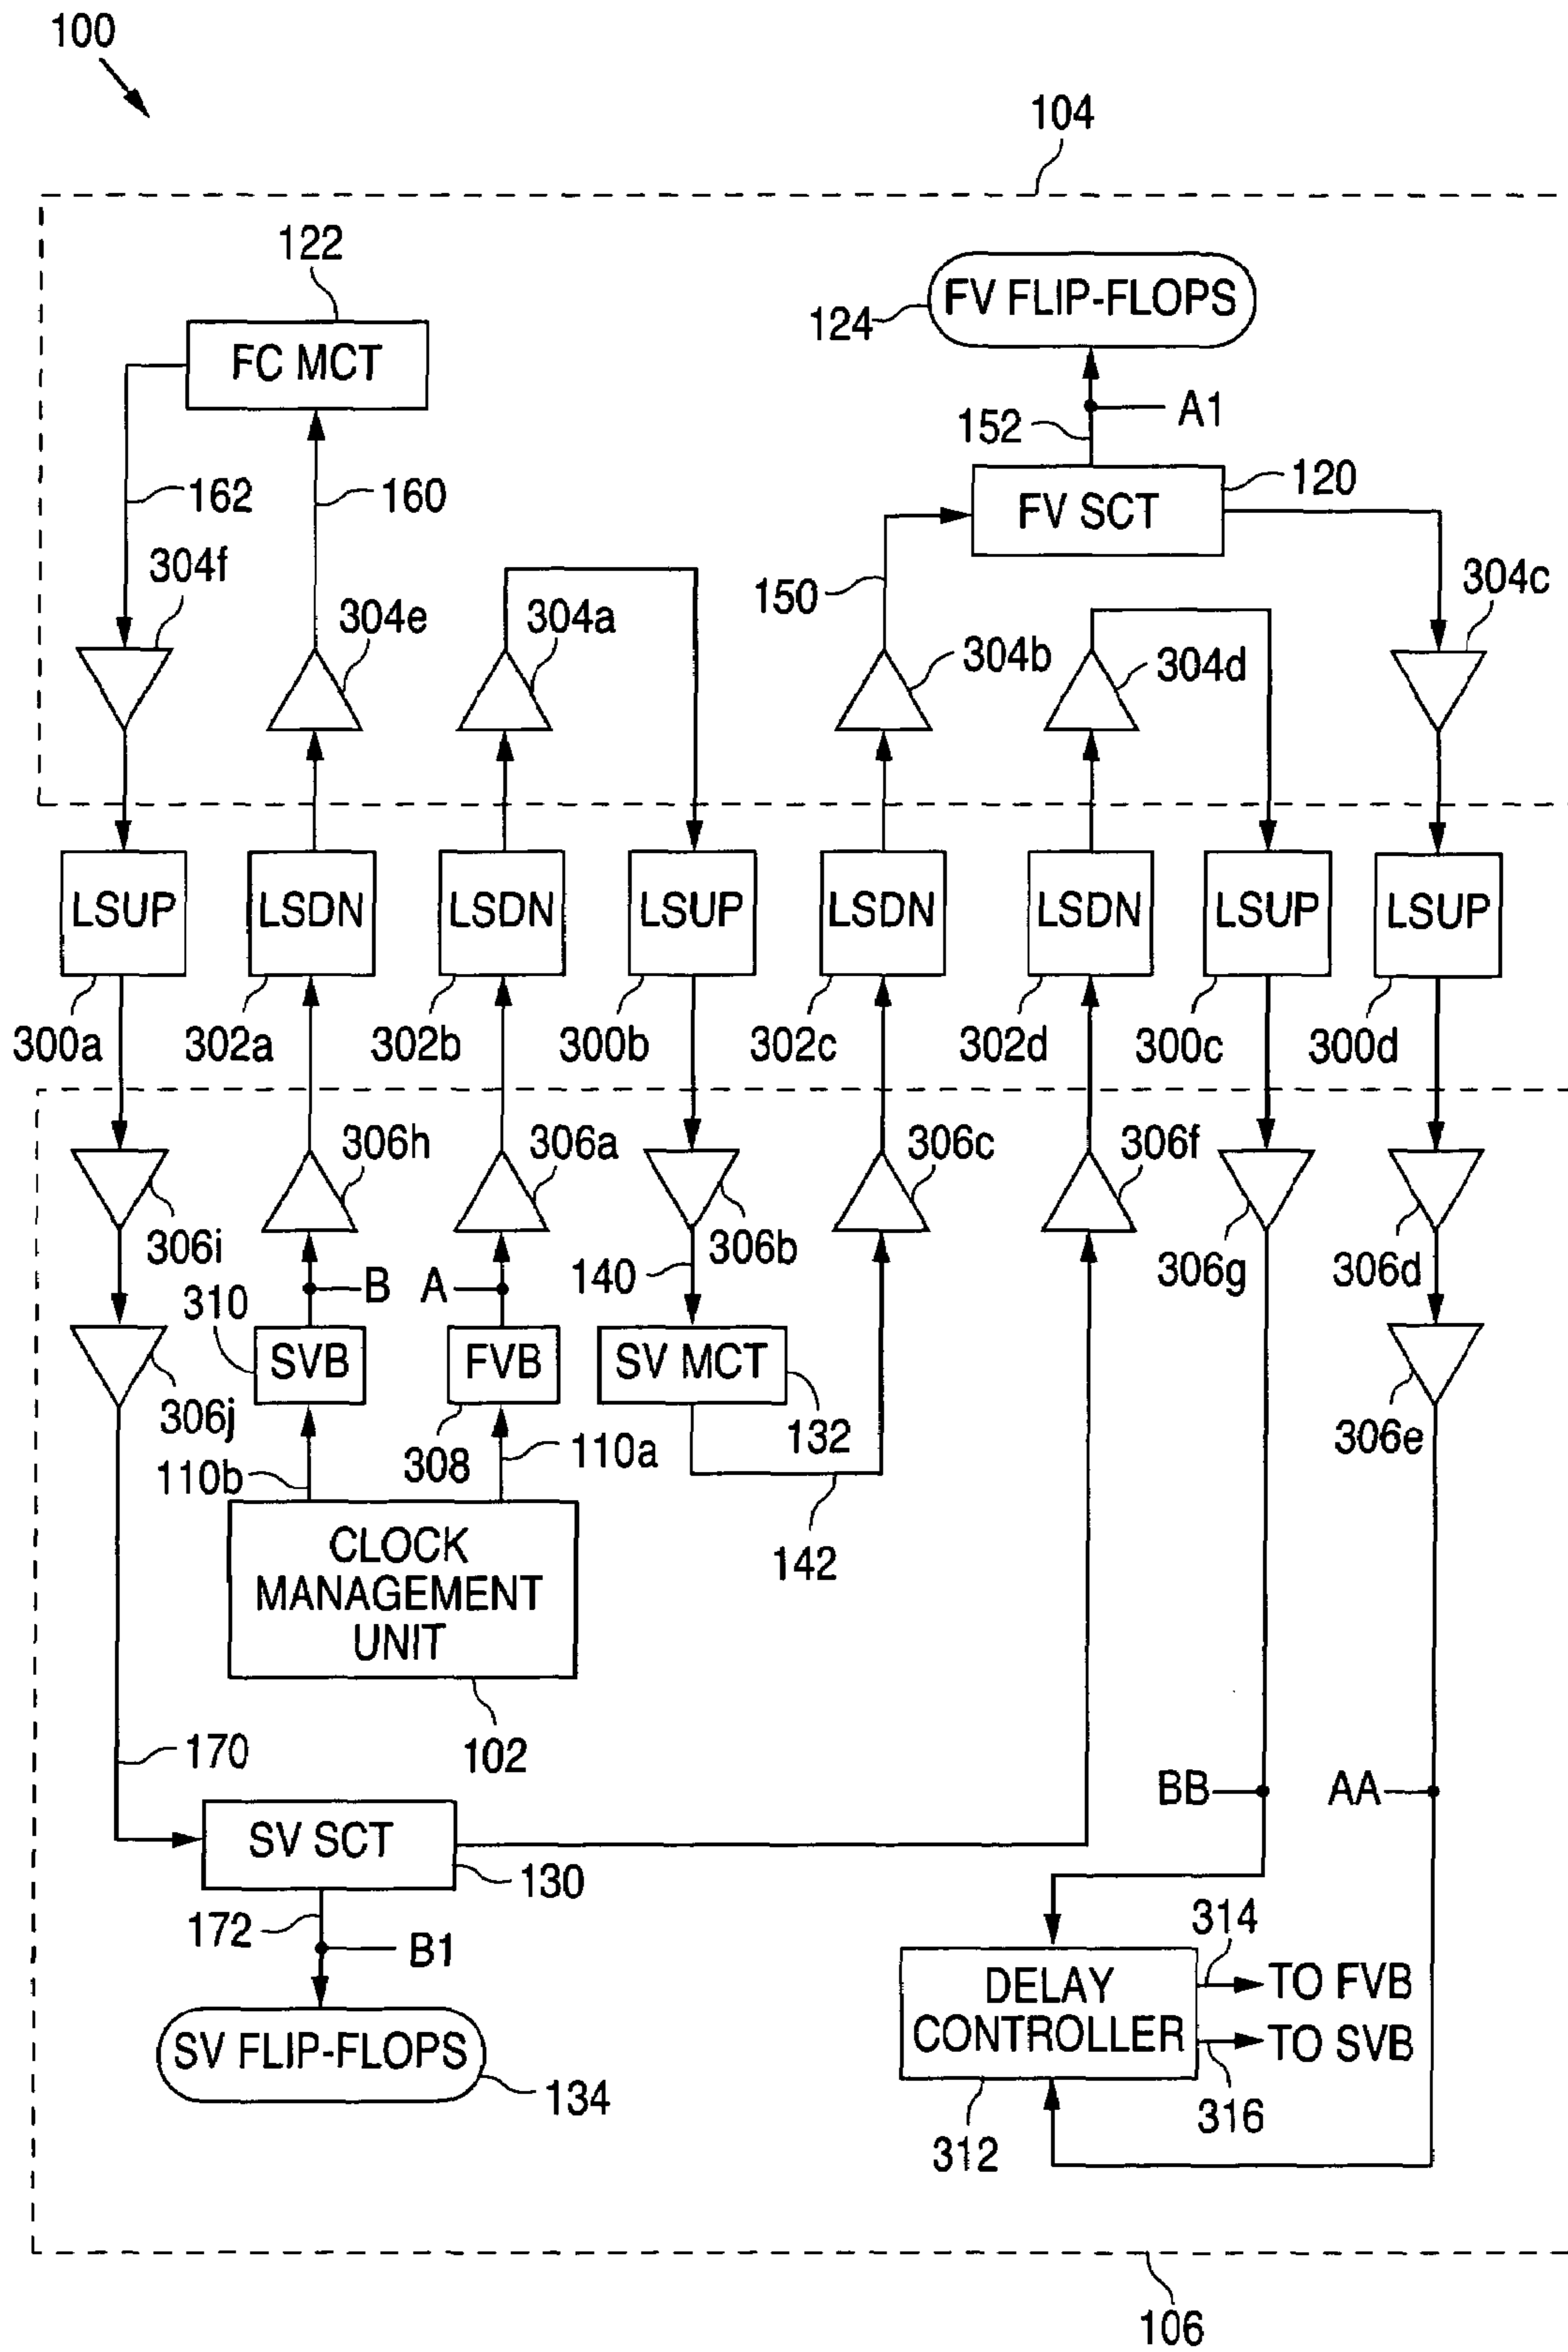 100
104
122
FC MCT
FV FLIP-FLOPS
124
A1
152
120
FV SCT
162
160
150
304f
304e
304a
304b
304d
304c
LSUP
LSDN
LSDN
LSUP
LSDN
LSDN
LSUP
LSUP
300a
302a
302b
300b
302c
302d
300c
300d
306i
306h
306a
306b
306c
306f
306g
306d
B
A
140
310
SVB
FVB
SV MCT
306j
308
110b
110a
132
306e
142
CLOCK
MANAGEMENT
UNIT
102
170
BB
AA
SV SCT
130
172
B1
314
DELAY
CONTROLLER
TO FVB
TO SVB
316
312
SV FLIP-FLOPS
134
106